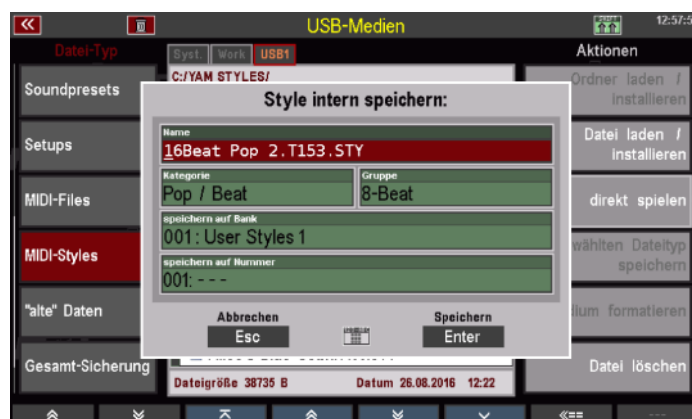 USB-Medien
12:57:5
Datei-Typ
Syst. Work USB1
Aktionen
C:/YAM STYLES/
Soundpresets
Setups
MIDI-Files
MIDI-Styles
"alte" Daten
Gesamt-Sicherung
Style intern speichern:
Name
16Beat Pop 2.T153.STY
Kategorie
Gruppe
Pop / Beat
8-Beat
speichern auf Bank
001: User Styles 1
speichern auf Nummer
001: - - -
Abbrechen
Speichern
Esc
Enter
Dateigröße 38735 B
Datum 26.08.2016 12:22
Ordner laden /
installieren
Datei laden /
installieren
direkt spielen
wählten Dateityp
speichern
ium formatieren
Datei löschen